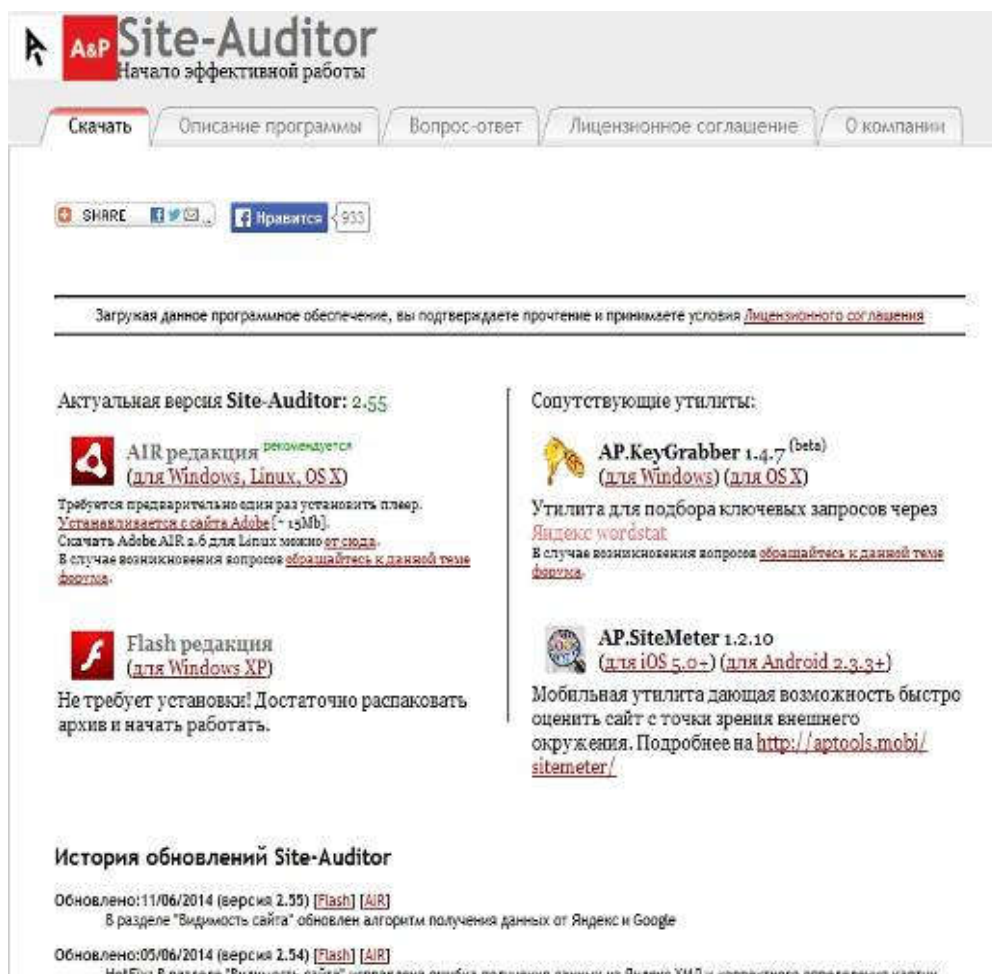 A&P Site-Auditor
Начало эффективной работы
Скачать
Описание программы
Вопрос-ответ
Лицензионное соглашение
О компании
SHARE
Нравится
933
Загружая данное программное обеспечение, вы подтверждаете прочтение и принимаете условия Лицензионного соглашения
Актуальная версия Site-Auditor: 2.55
AIR редакция рекомендуется
(для Windows, Linux, OS X)
Требуется предварительно один раз установить плеер.
Устанавливается с сайта Adobe [~ 15Mb].
Скачать Adobe AIR 2.6 для Linux можно от сюда.
В случае возникновения вопросов обращайтесь к данной теме
форума.
Flash редакция
(для Windows XP)
Не требует установки! Достаточно распаковать
архив и начать работать.
Сопутствующие утилиты:
AP.KeyGrabber 1.4.7 (beta)
(для Windows) (для OS X)
Утилита для подбора ключевых запросов через
Яндекс wordstat
В случае возникновения вопросов обращайтесь к данной теме
форума.
AP.SiteMeter 1.2.10
(для iOS 5.0+) (для Android 2.3.3+)
Мобильная утилита дающая возможность быстро
оценить сайт с точки зрения внешнего
окружения. Подробнее на http://aptools.mobi/
sitemeter/
История обновлений Site-Auditor
Обновлено:11/06/2014 (версия 2.55) [Flash] [AIR]
В разделе "Видимость сайта" обновлен алгоритм получения данных от Яндекс и Google
Обновлено:05/06/2014 (версия 2.54) [Flash] [AIR]